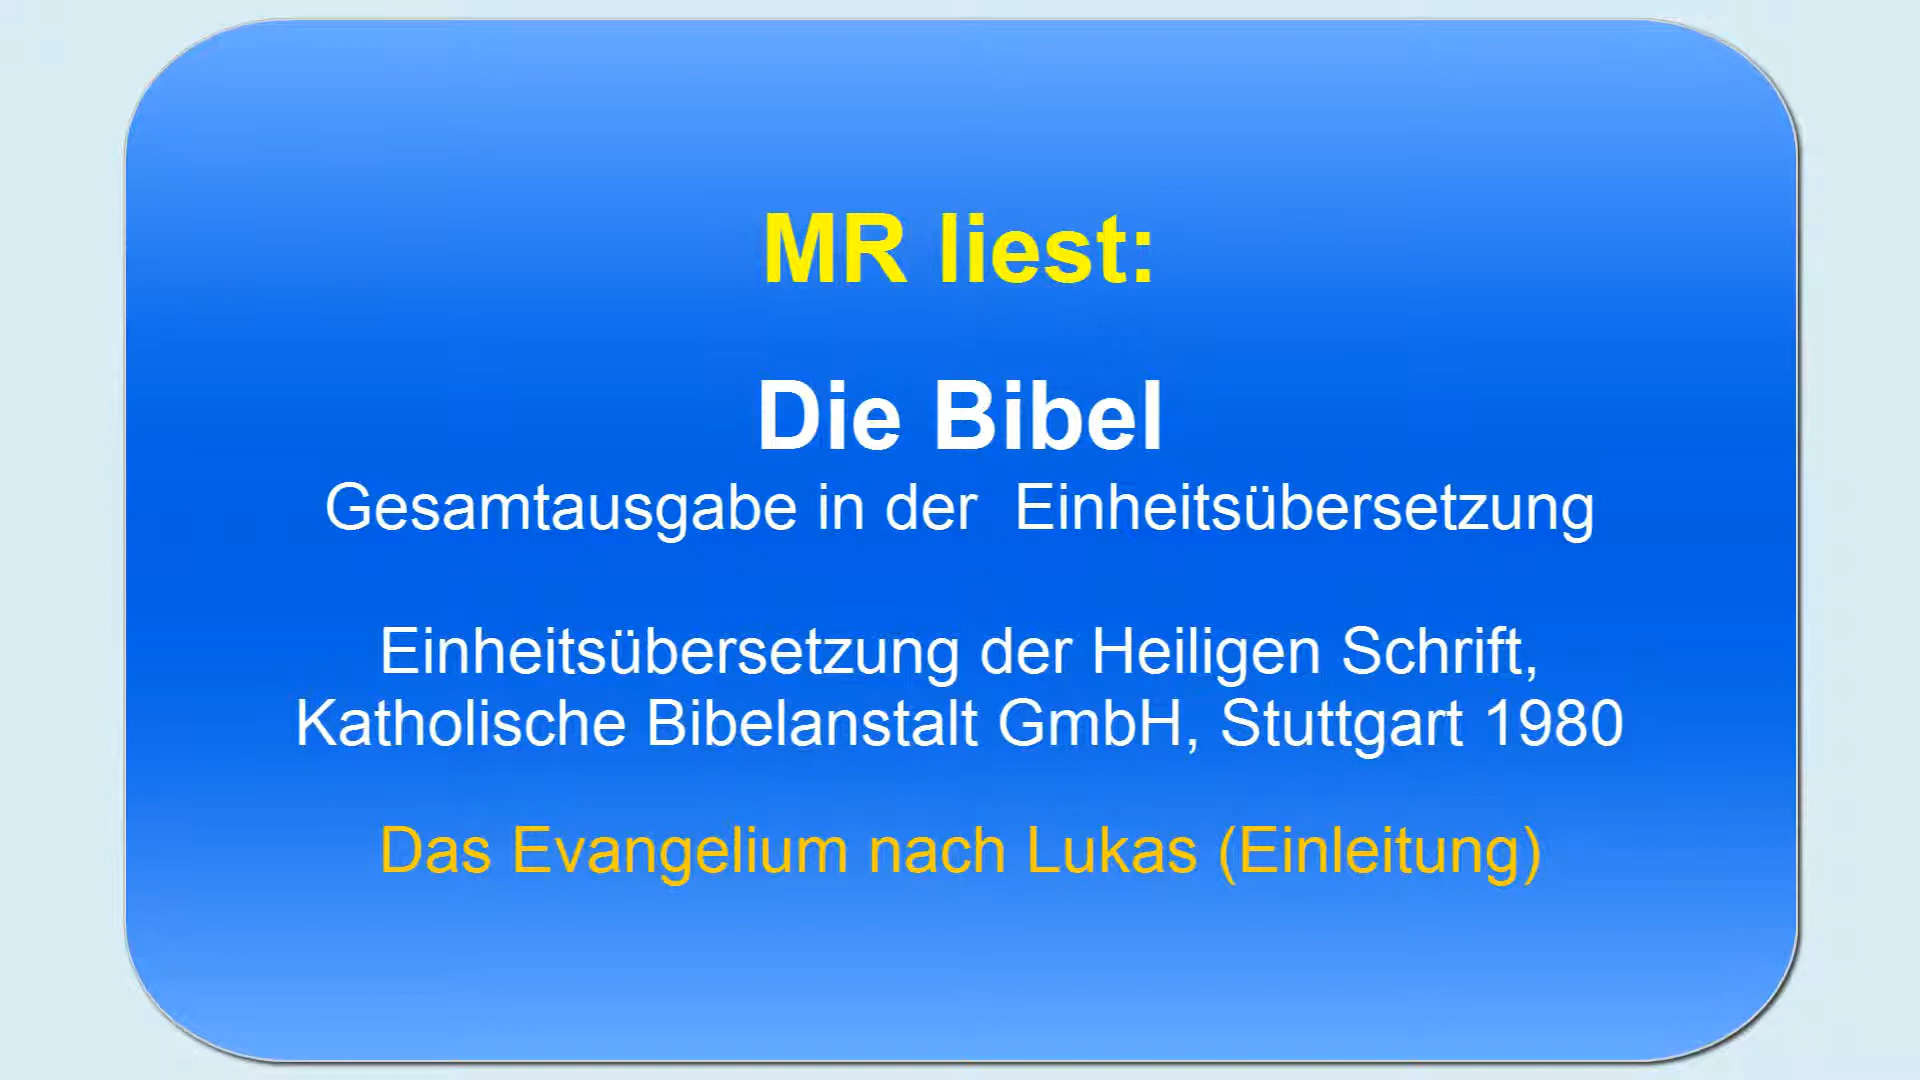 MR liest:
Die Bibel
Gesamtausgabe in der  Einheitsübersetzung
Einheitsübersetzung der Heiligen Schrift,
Katholische Bibelanstalt GmbH, Stuttgart 1980
Das Evangelium nach Lukas (Einleitung)